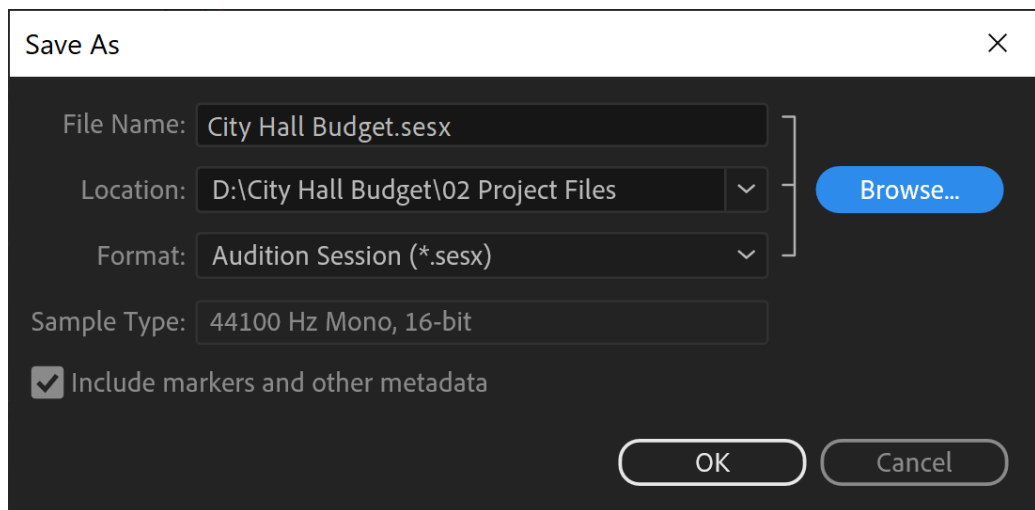 Save As
File Name: City Hall Budget.sesx
Location: D:\City Hall Budget\02 Project Files
Browse...
Format: Audition Session (*.sesx)
Sample Type: 44100 Hz Mono, 16-bit
Include markers and other metadata
OK Cancel